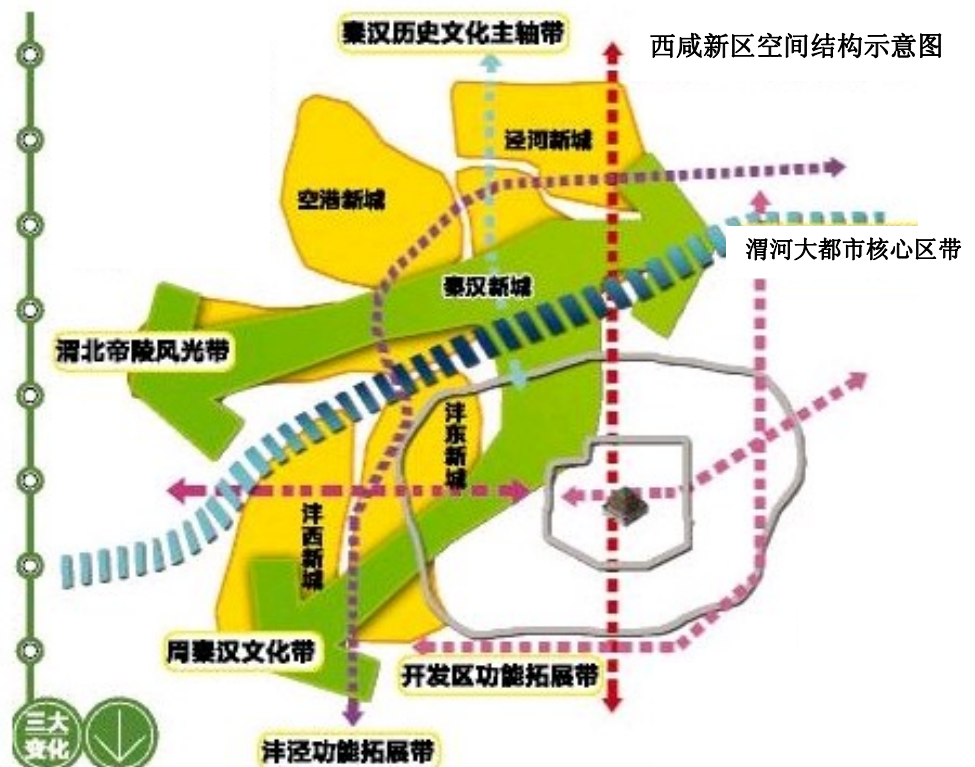 秦汉历史文化主轴带
西咸新区空间结构示意图
泾河新城
空港新城
渭河大都市核心区带
秦汉新城
渭北帝陵风光带
沣东新城
沣西新城
周秦汉文化带
开发区功能拓展带
三大
变化
沣泾功能拓展带